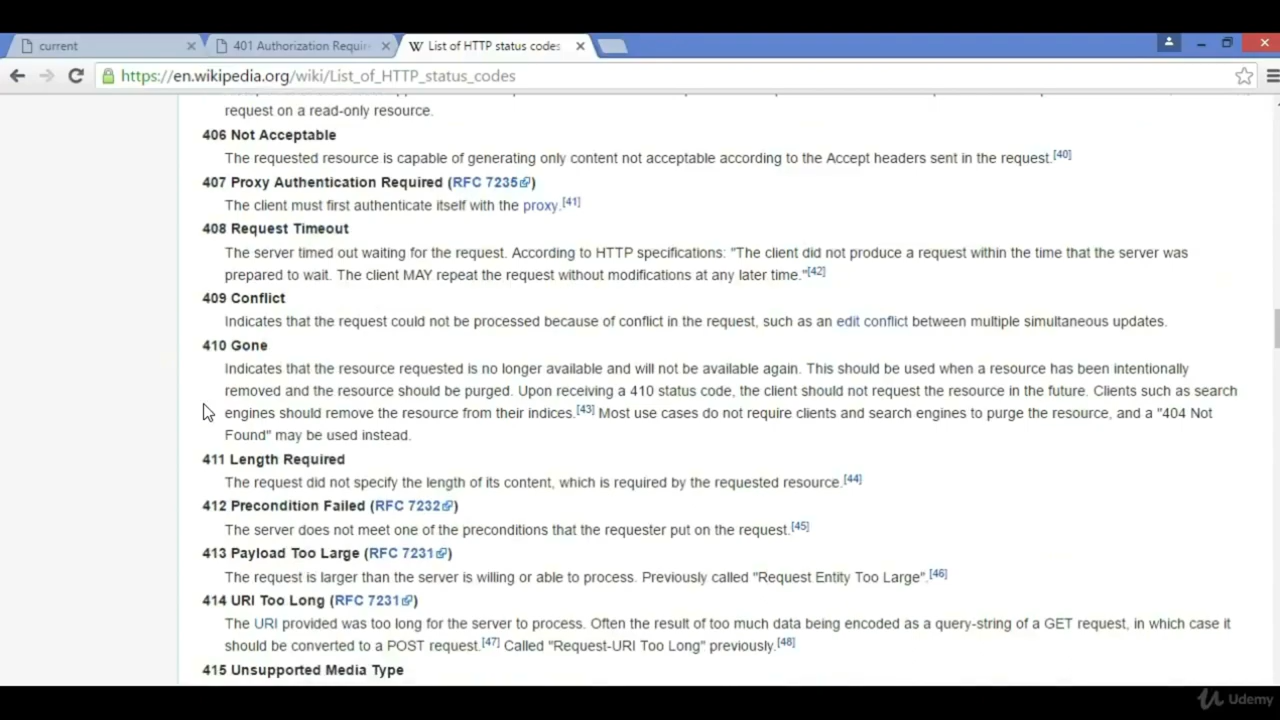 current
401 Authorization Requir
List of HTTP status codes
https://en.wikipedia.org/wiki/List_of_HTTP_status_codes
request on a read-only resource.
406 Not Acceptable
The requested resource is capable of generating only content not acceptable according to the Accept headers sent in the request.[40]
407 Proxy Authentication Required (RFC 7235)
The client must first authenticate itself with the proxy.[41]
408 Request Timeout
The server timed out waiting for the request. According to HTTP specifications: "The client did not produce a request within the time that the server was
prepared to wait. The client MAY repeat the request without modifications at any later time."[42]
409 Conflict
Indicates that the request could not be processed because of conflict in the request, such as an edit conflict between multiple simultaneous updates.
410 Gone
Indicates that the resource requested is no longer available and will not be available again. This should be used when a resource has been intentionally
removed and the resource should be purged. Upon receiving a 410 status code, the client should not request the resource in the future. Clients such as search
engines should remove the resource from their indices.[43] Most use cases do not require clients and search engines to purge the resource, and a "404 Not
Found" may be used instead.
411 Length Required
The request did not specify the length of its content, which is required by the requested resource.[44]
412 Precondition Failed (RFC 7232)
The server does not meet one of the preconditions that the requester put on the request.[45]
413 Payload Too Large (RFC 7231)
The request is larger than the server is willing or able to process. Previously called "Request Entity Too Large".[46]
414 URI Too Long (RFC 7231)
The URI provided was too long for the server to process. Often the result of too much data being encoded as a query-string of a GET request, in which case it
should be converted to a POST request.[47] Called "Request-URI Too Long" previously.[48]
415 Unsupported Media Type
Udemy